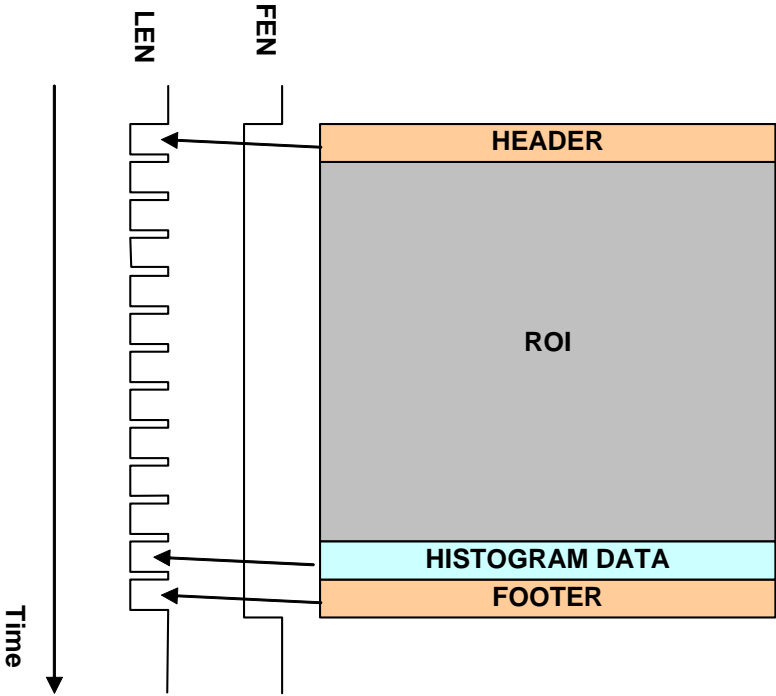 LEN
FEN
HEADER
ROI
HISTOGRAM DATA
FOOTER
Time